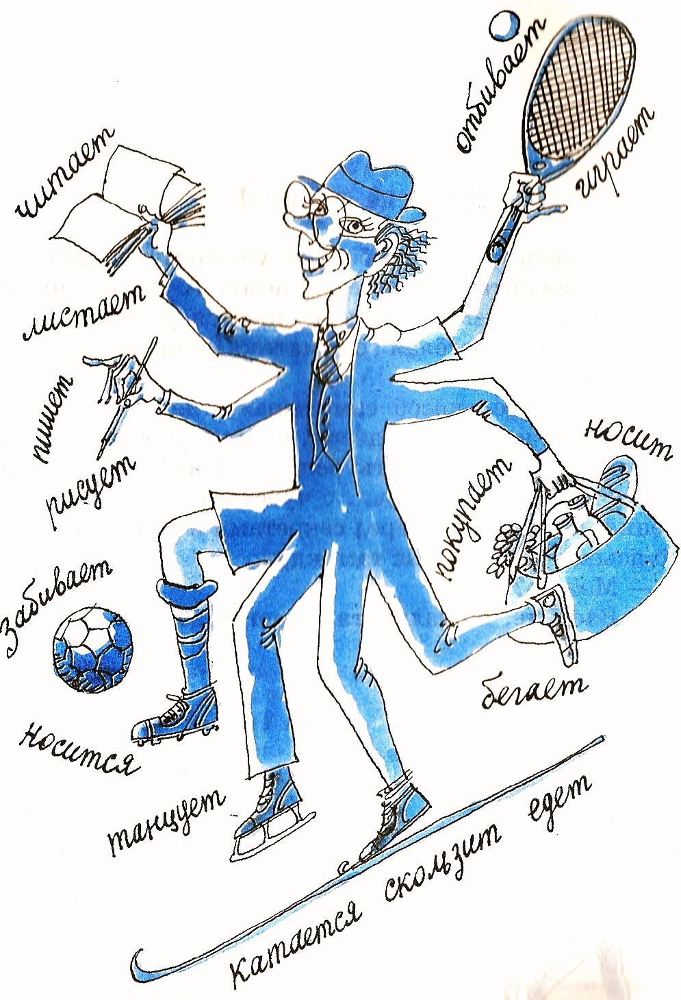 отбивает
играет
читает
листает
пишет
рисует
носит
покупает
Забивает
бегает
носится
танцует
катается скользит едет